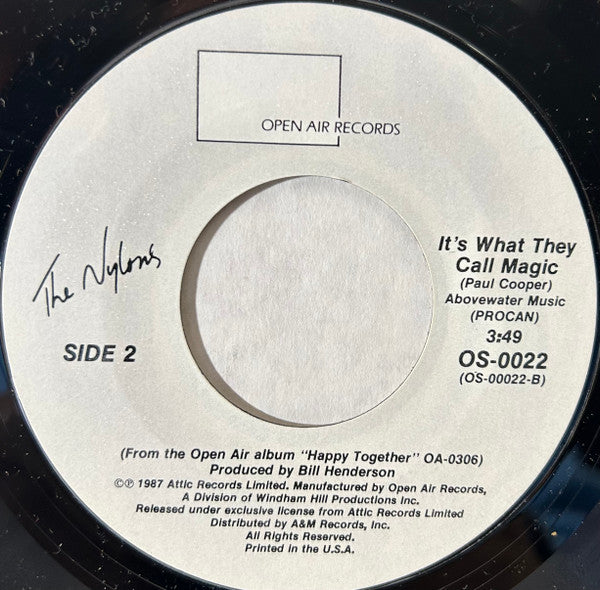 OPEN AIR RECORDS
The Nylons
SIDE 2
It's What They
Call Magic
(Paul Cooper)
Abovewater Music
(PROCAN)
3:49
OS-0022
(OS-00022-B)
(From the Open Air album "Happy Together" OA-0306)
Produced by Bill Henderson
©℗ 1987 Attic Records Limited. Manufactured by Open Air Records,
A Division of Windham Hill Productions Inc.
Released under exclusive license from Attic Records Limited
Distributed by A&M Records, Inc.
All Rights Reserved.
Printed in the U.S.A.